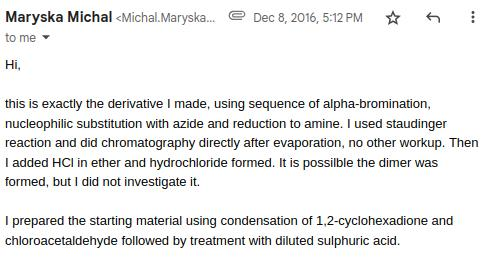 Maryska Michal <Michal.Maryska... Dec 8, 2016, 5:12 PM
to me
Hi,
this is exactly the derivative I made, using sequence of alpha-bromination,
nucleophilic substitution with azide and reduction to amine. I used staudinger
reaction and did chromatography directly after evaporation, no other workup. Then
I added HCl in ether and hydrochloride formed. It is possilble the dimer was
formed, but I did not investigate it.
I prepared the starting material using condensation of 1,2-cyclohexadione and
chloroacetaldehyde followed by treatment with diluted sulphuric acid.